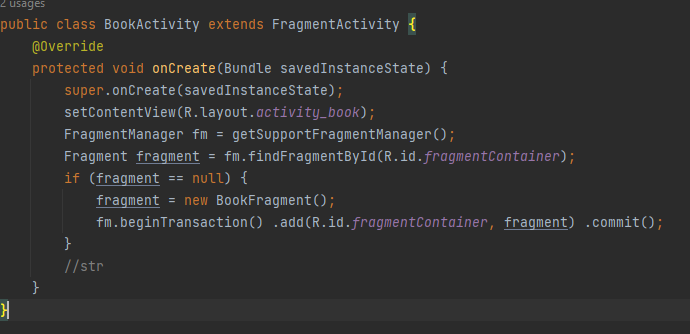 2 usages
public class BookActivity extends FragmentActivity {
    @Override
    protected void onCreate(Bundle savedInstanceState) {
        super.onCreate(savedInstanceState);
        setContentView(R.layout.activity_book);
        FragmentManager fm = getSupportFragmentManager();
        Fragment fragment = fm.findFragmentById(R.id.fragmentContainer);
        if (fragment == null) {
            fragment = new BookFragment();
            fm.beginTransaction() .add(R.id.fragmentContainer, fragment) .commit();
        }
        //str
    }
}